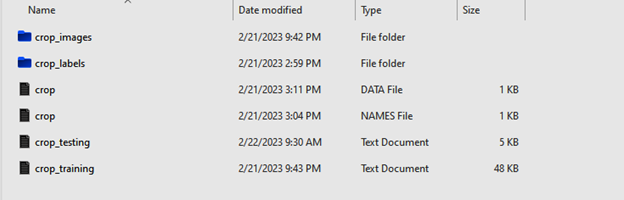 Name Date modified Type Size
crop_images 2/21/2023 9:42 PM File folder
crop_labels 2/21/2023 2:59 PM File folder
crop 2/21/2023 3:11 PM DATA File 1 KB
crop 2/21/2023 3:04 PM NAMES File 1 KB
crop_testing 2/22/2023 9:30 AM Text Document 5 KB
crop_training 2/21/2023 9:43 PM Text Document 48 KB